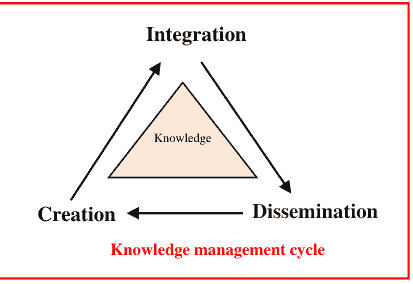 Integration
Knowledge
Creation
Dissemination
Knowledge management cycle